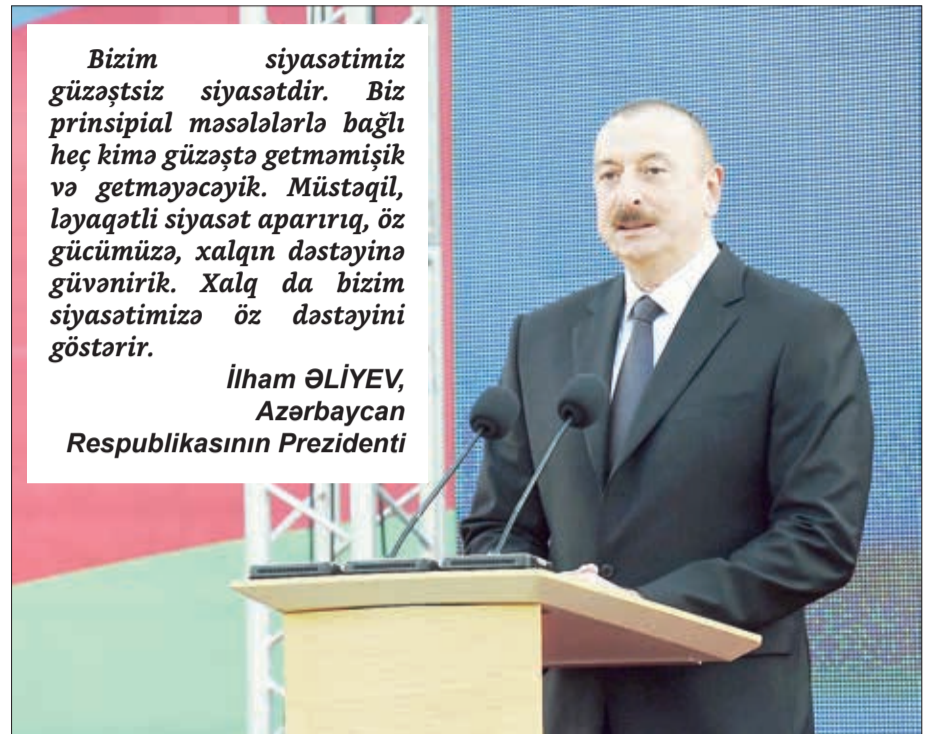 Bizim siyasətimiz
güzəştsiz siyasətdir. Biz
prinsipial məsələlərlə bağlı
heç kimə güzəştə getməmişik
və getməyəcəyik. Müstəqil,
ləyaqətli siyasət aparırıq, öz
gücümüzə, xalqın dəstəyinə
güvənirik. Xalq da bizim
siyasətimizə öz dəstəyini
göstərir.
İlham ƏLİYEV,
Azərbaycan
Respublikasının Prezidenti